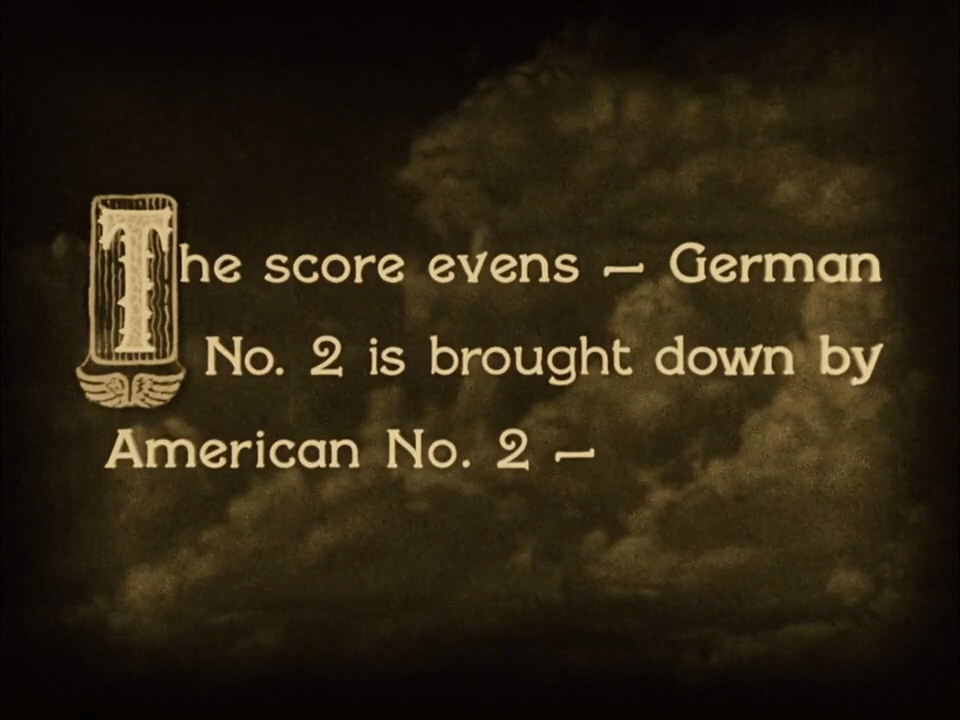 The score evens — German
No. 2 is brought down by
American No. 2 —